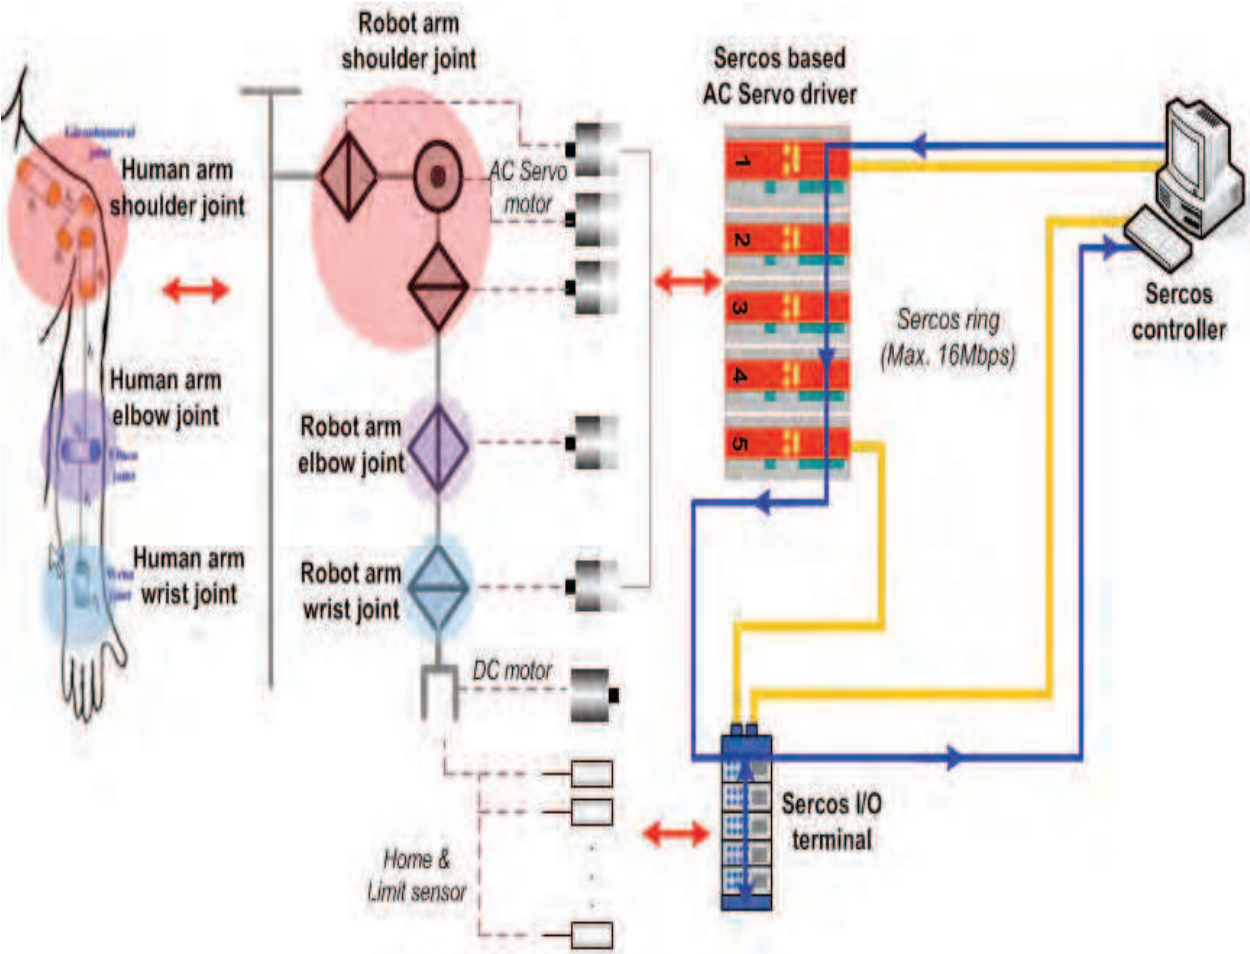 Robot arm
shoulder joint
Sercos based
AC Servo driver
Human arm
shoulder joint
AC Servo
motor
1
2
3
4
5
Sercos ring
(Max. 16Mbps)
Sercos
controller
Human arm
elbow joint
Robot arm
elbow joint
Human arm
wrist joint
Robot arm
wrist joint
DC motor
Home &
Limit sensor
Sercos I/O
terminal